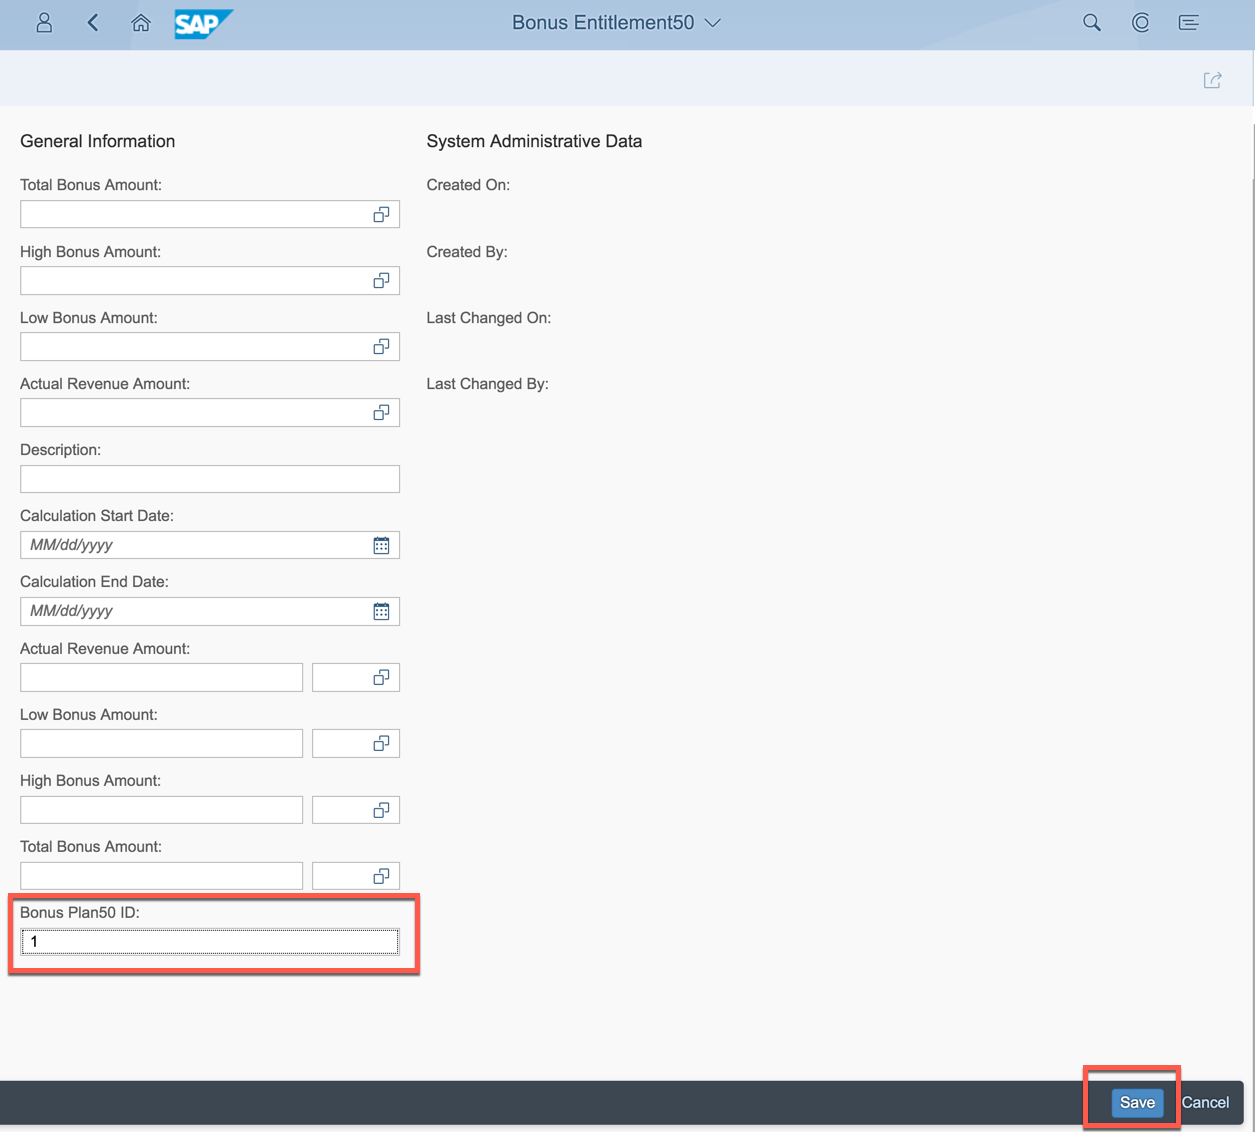 SAP
Bonus Entitlement50
General Information
Total Bonus Amount:
High Bonus Amount:
Low Bonus Amount:
Actual Revenue Amount:
Description:
Calculation Start Date:
MM/dd/yyyy
Calculation End Date:
MM/dd/yyyy
Actual Revenue Amount:
Low Bonus Amount:
High Bonus Amount:
Total Bonus Amount:
Bonus Plan50 ID:
1
System Administrative Data
Created On:
Created By:
Last Changed On:
Last Changed By:
Save Cancel